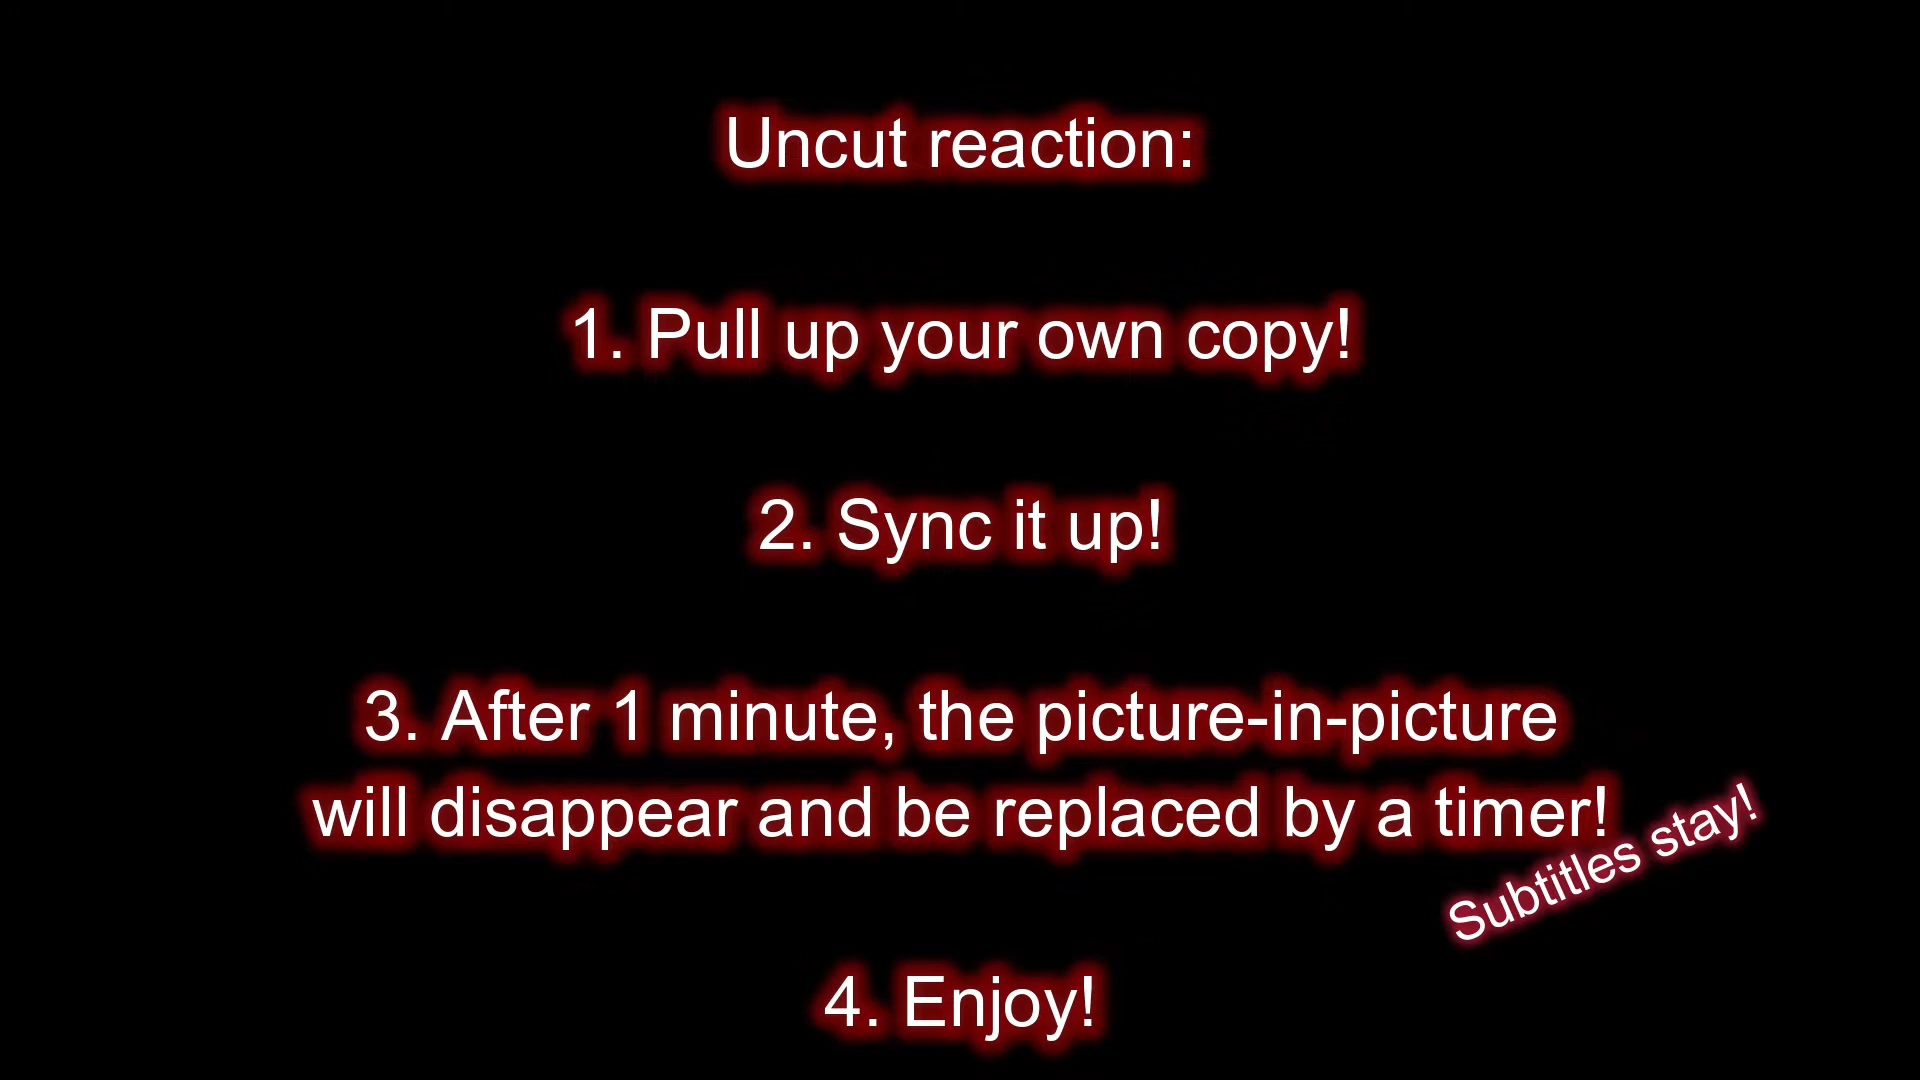 Uncut reaction:
1. Pull up your own copy!
2. Sync it up!
3. After 1 minute, the picture-in-picture
will disappear and be replaced by a timer!
Subtitles stay!
4. Enjoy!